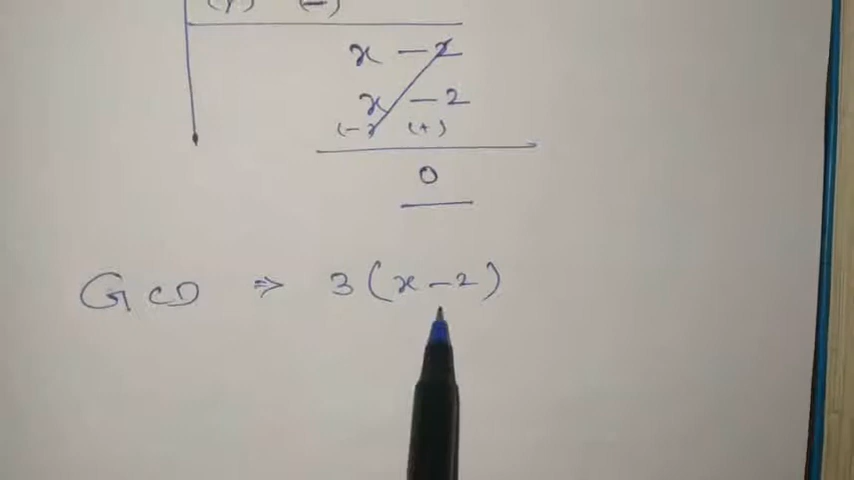 x - 2
x - 2
(-) (+)
0
GCD ⇒ 3(x-2)